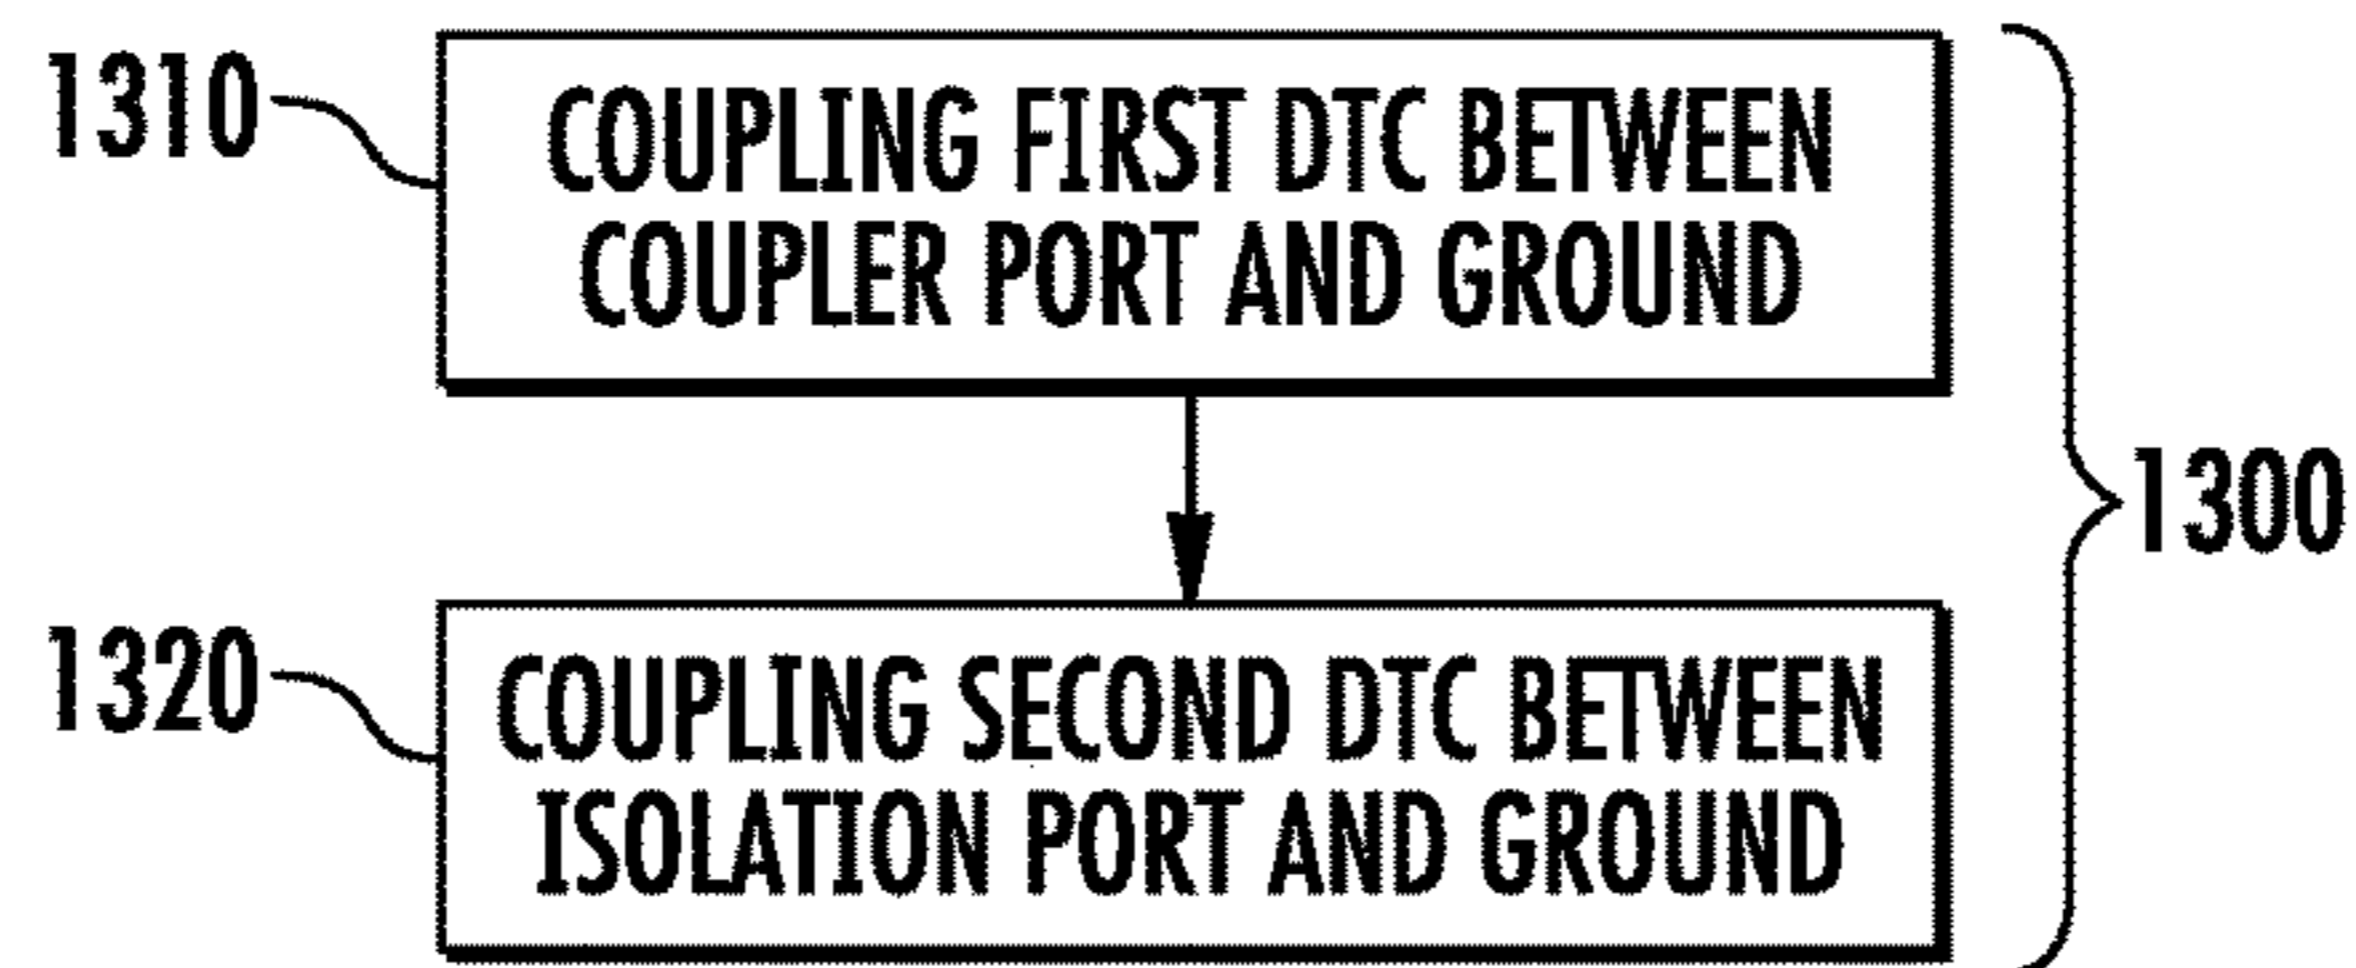 1310
COUPLING FIRST DTC BETWEEN
COUPLER PORT AND GROUND
1300
1320
COUPLING SECOND DTC BETWEEN
ISOLATION PORT AND GROUND